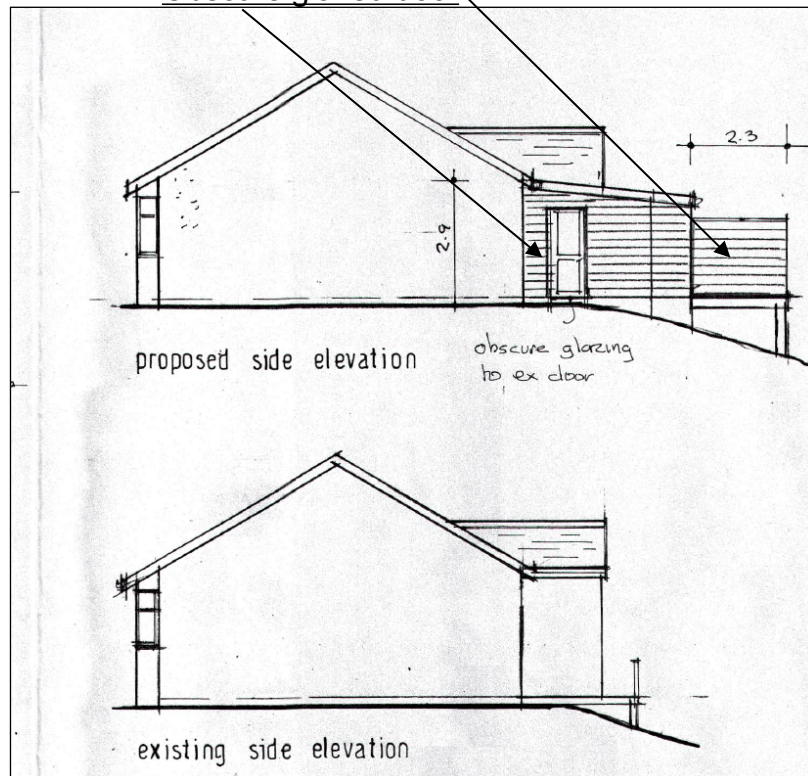 2.3
2.9
proposed side elevation
obscure glazing
to ex door
existing side elevation